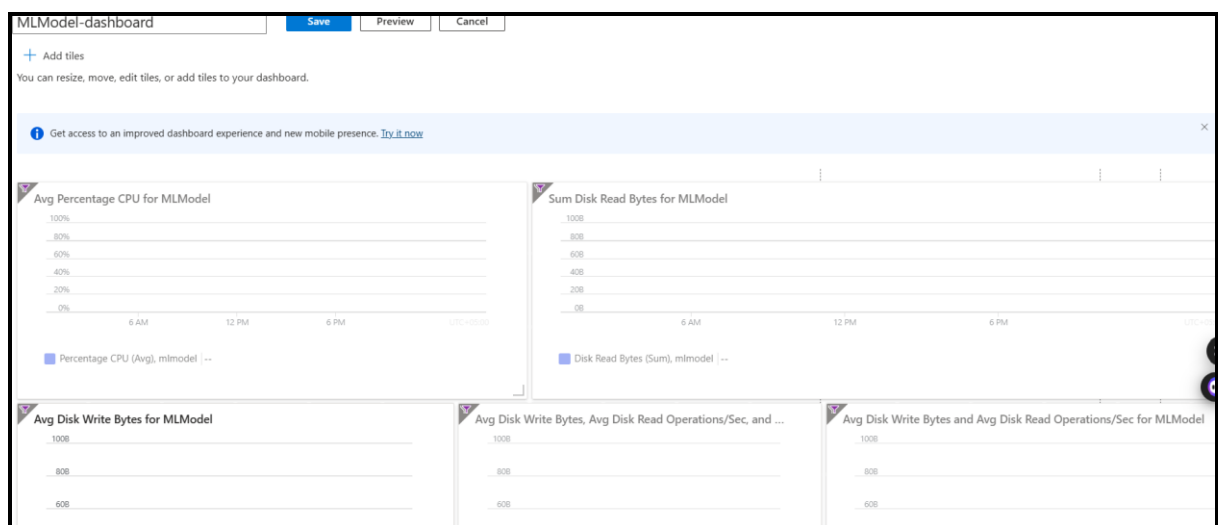 MLModel-dashboard
Save
Preview
Cancel
+ Add tiles
You can resize, move, edit tiles, or add tiles to your dashboard.
Get access to an improved dashboard experience and new mobile presence. Try it now
Avg Percentage CPU for MLModel
100%
80%
60%
40%
20%
0%
6 AM
12 PM
6 PM
Percentage CPU (Avg), mlmodel
--
Sum Disk Read Bytes for MLModel
100B
80B
60B
40B
20B
0B
6 AM
12 PM
6 PM
Disk Read Bytes (Sum), mlmodel
--
Avg Disk Write Bytes for MLModel
100B
80B
60B
Avg Disk Write Bytes, Avg Disk Read Operations/Sec, and ...
100B
80B
60B
Avg Disk Write Bytes and Avg Disk Read Operations/Sec for MLModel
100B
80B
60B